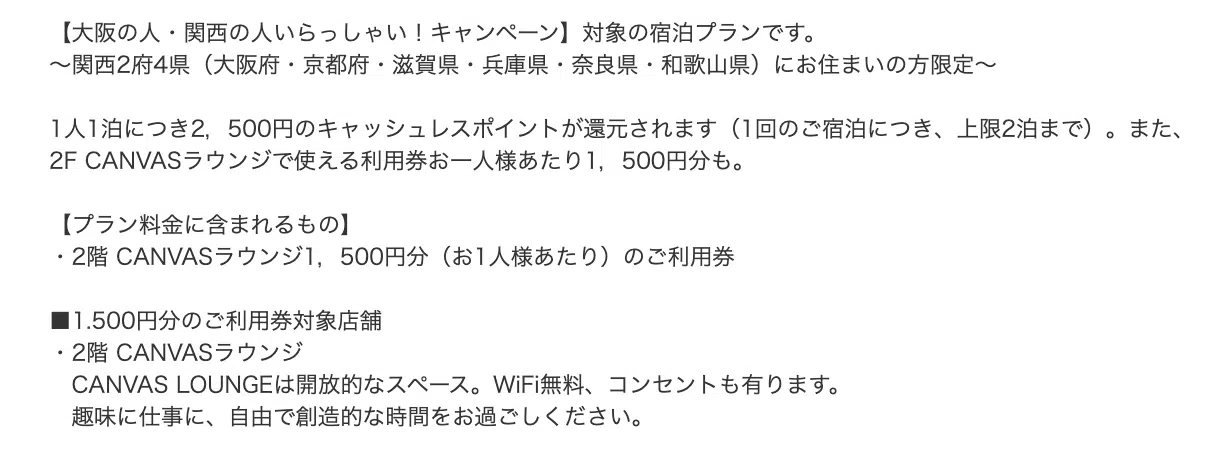 【大阪の人・関西の人いらっしゃい！キャンペーン】対象の宿泊プランです。
～関西2府4県（大阪府・京都府・滋賀県・兵庫県・奈良県・和歌山県）にお住まいの方限定～
1人1泊につき2，500円のキャッシュレスポイントが還元されます（1回のご宿泊につき、上限2泊まで）。また、
2F CANVASラウンジで使える利用券お一人様あたり1，500円分も。
【プラン料金に含まれるもの】
・2階 CANVASラウンジ1，500円分（お1人様あたり）のご利用券
■1.500円分のご利用券対象店舗
・2階 CANVASラウンジ
　CANVAS LOUNGEは開放的なスペース。WiFi無料、コンセントも有ります。
　趣味に仕事に、自由で創造的な時間をお過ごしください。